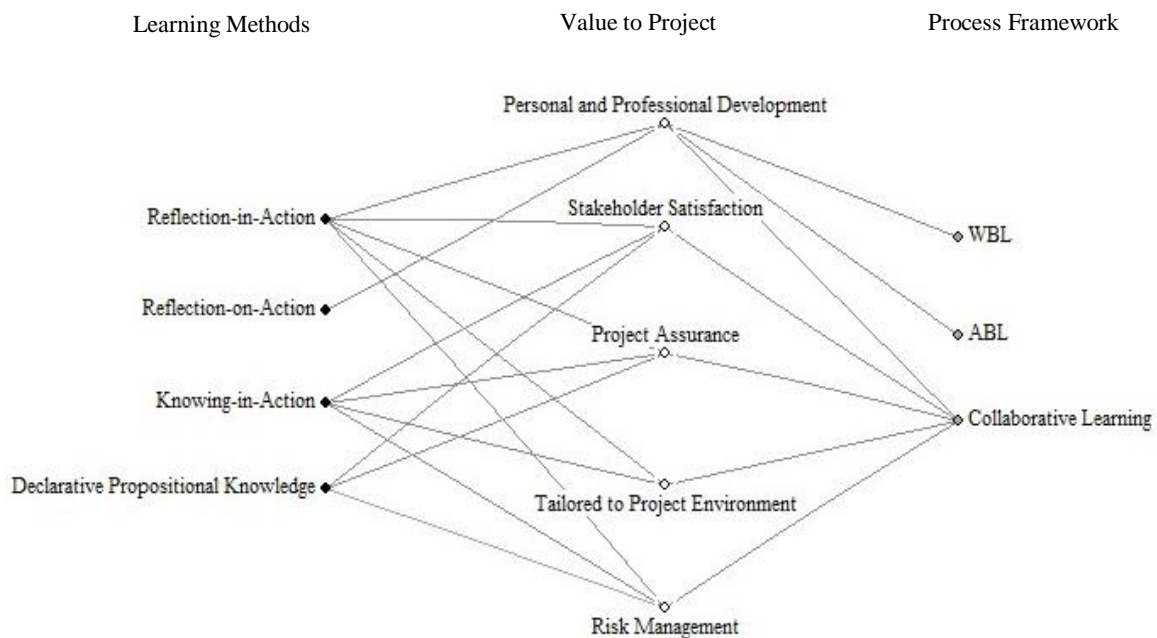 Learning Methods
Value to Project
Process Framework
Personal and Professional Development
Reflection-in-Action
Stakeholder Satisfaction
WBL
Reflection-on-Action
Project Assurance
ABL
Knowing-in-Action
Collaborative Learning
Declarative Propositional Knowledge
Tailored to Project Environment
Risk Management